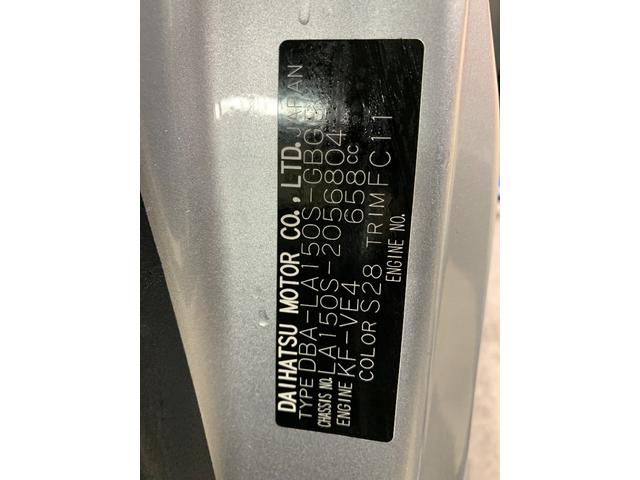 DAIHATSU MOTOR CO., LTD. JAPAN
TYPE DBA-LA150S-GBG
CHASSIS NO. LA150S-2056804
ENGINE KF-VE4 658cc
COLOR S28 TRIM FC11
ENGINE NO.